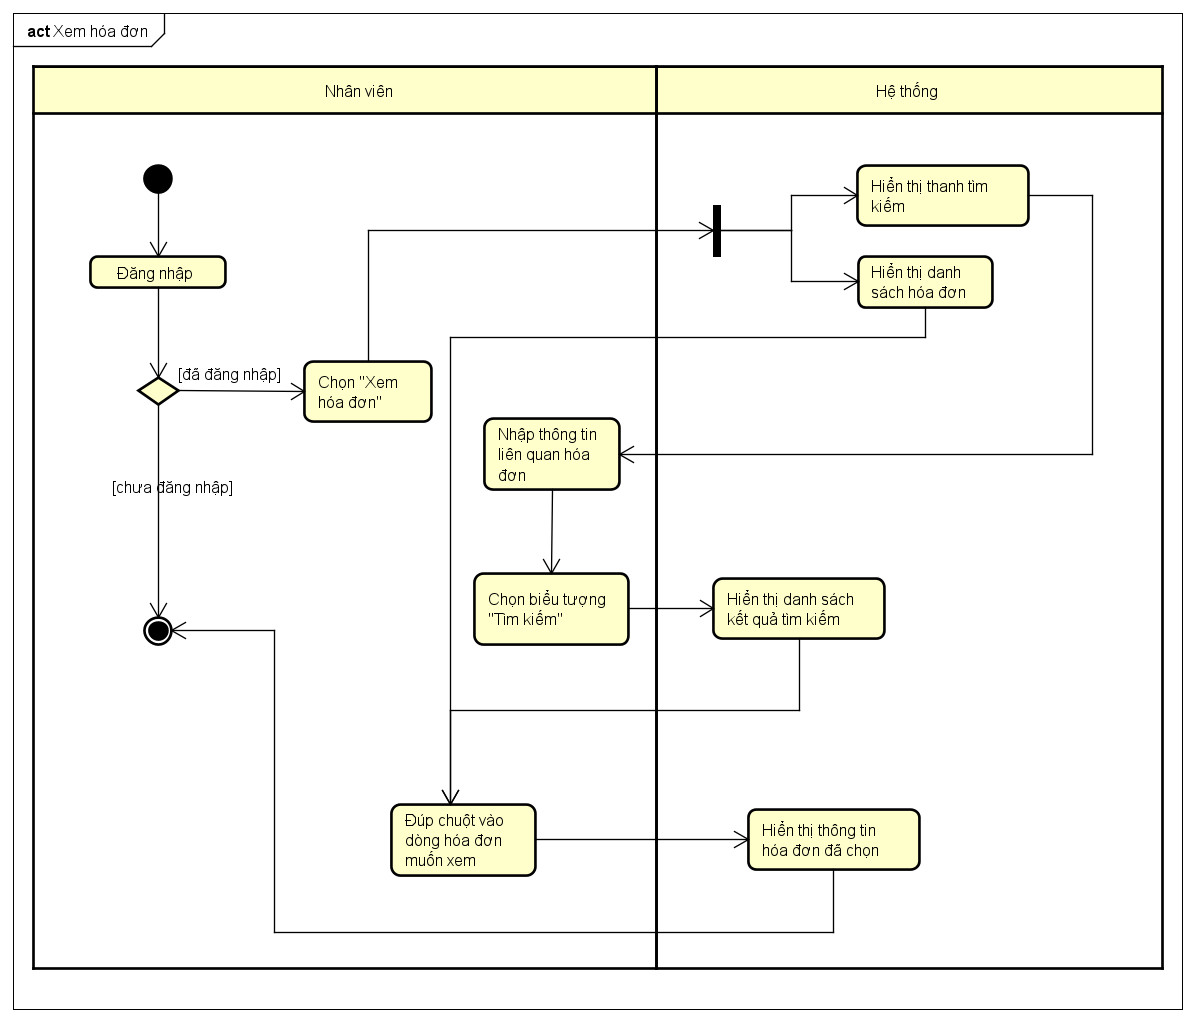 act Xem hóa đơn
Nhân viên
Hệ thống
Hiển thị thanh tìm
kiếm
Đăng nhập
Hiển thị danh
sách hóa đơn
[đã đăng nhập]
Chọn "Xem
hóa đơn"
Nhập thông tin
liên quan hóa
đơn
[chưa đăng nhập]
Chọn biểu tượng
"Tìm kiếm"
Hiển thị danh sách
kết quả tìm kiếm
Đúp chuột vào
dòng hóa đơn
muốn xem
Hiển thị thông tin
hóa đơn đã chọn